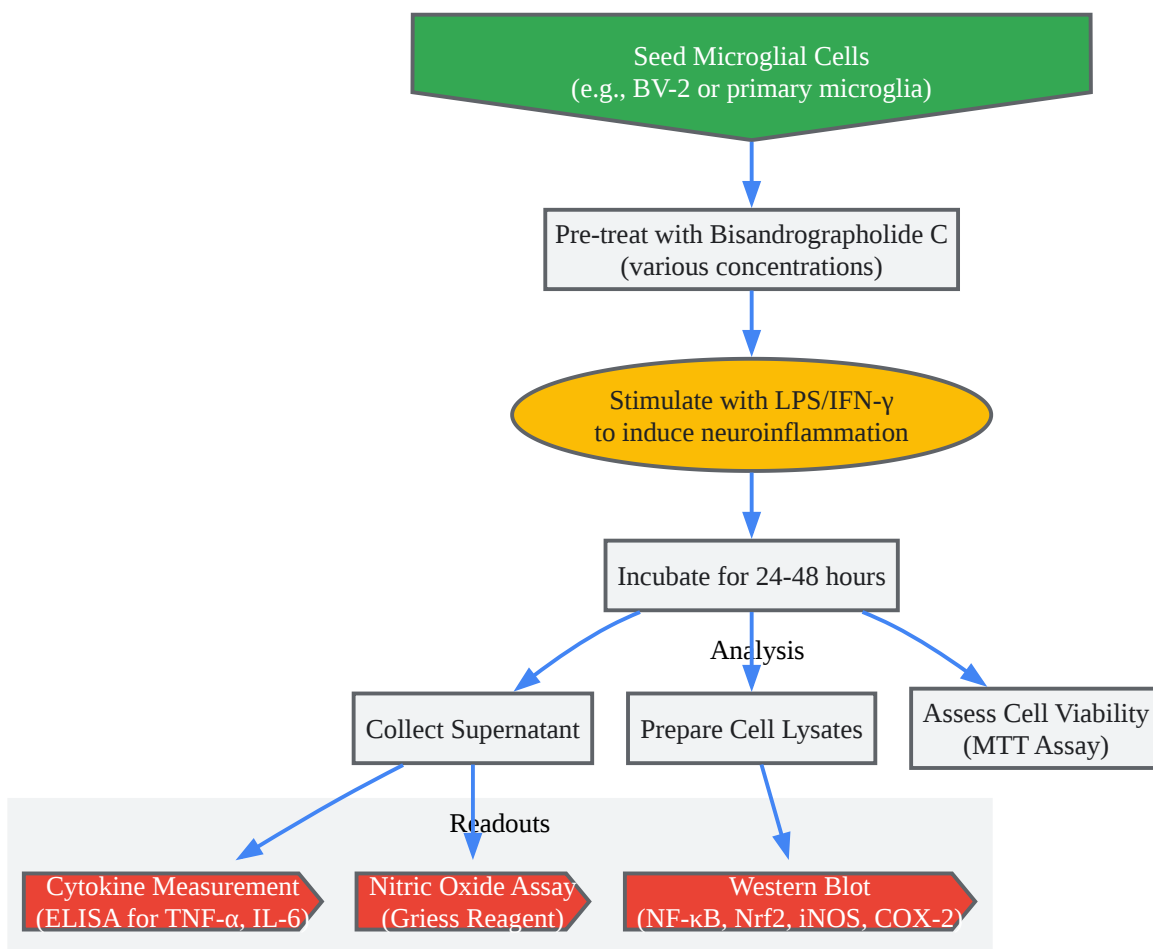 Seed Microglial Cells
(e.g., BV-2 or primary microglia)
Pre-treat with Bisandrographolide C
(various concentrations)
Stimulate with LPS/IFN-γ
to induce neuroinflammation
Incubate for 24-48 hours
Analysis
Collect Supernatant
Prepare Cell Lysates
Assess Cell Viability
(MTT Assay)
Readouts
Cytokine Measurement
(ELISA for TNF-α, IL-6)
Nitric Oxide Assay
(Griess Reagent)
Western Blot
(NF-κB, Nrf2, iNOS, COX-2)